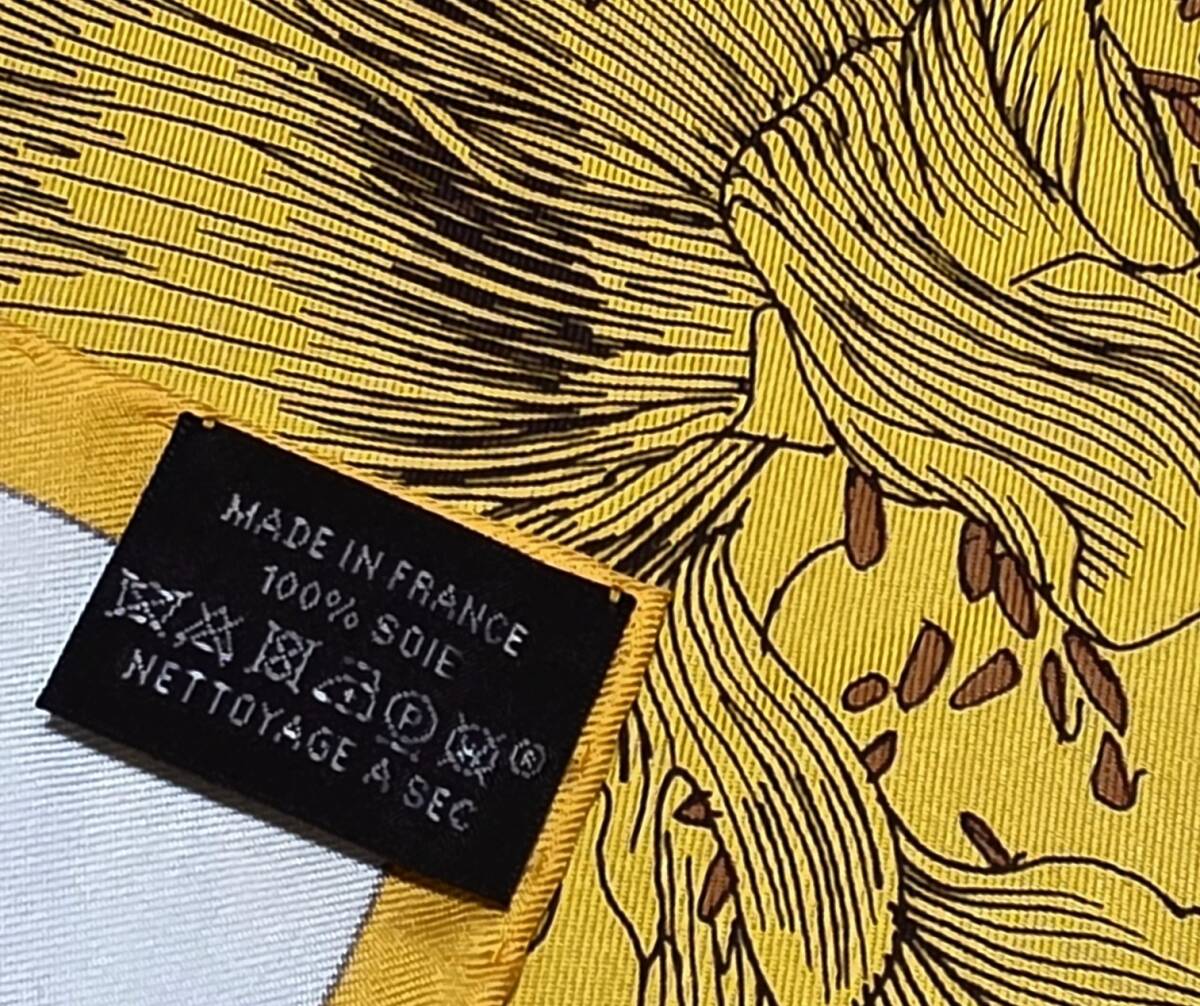 MADE IN FRANCE
100% SOIE
P ®
NETTOYAGE A SEC